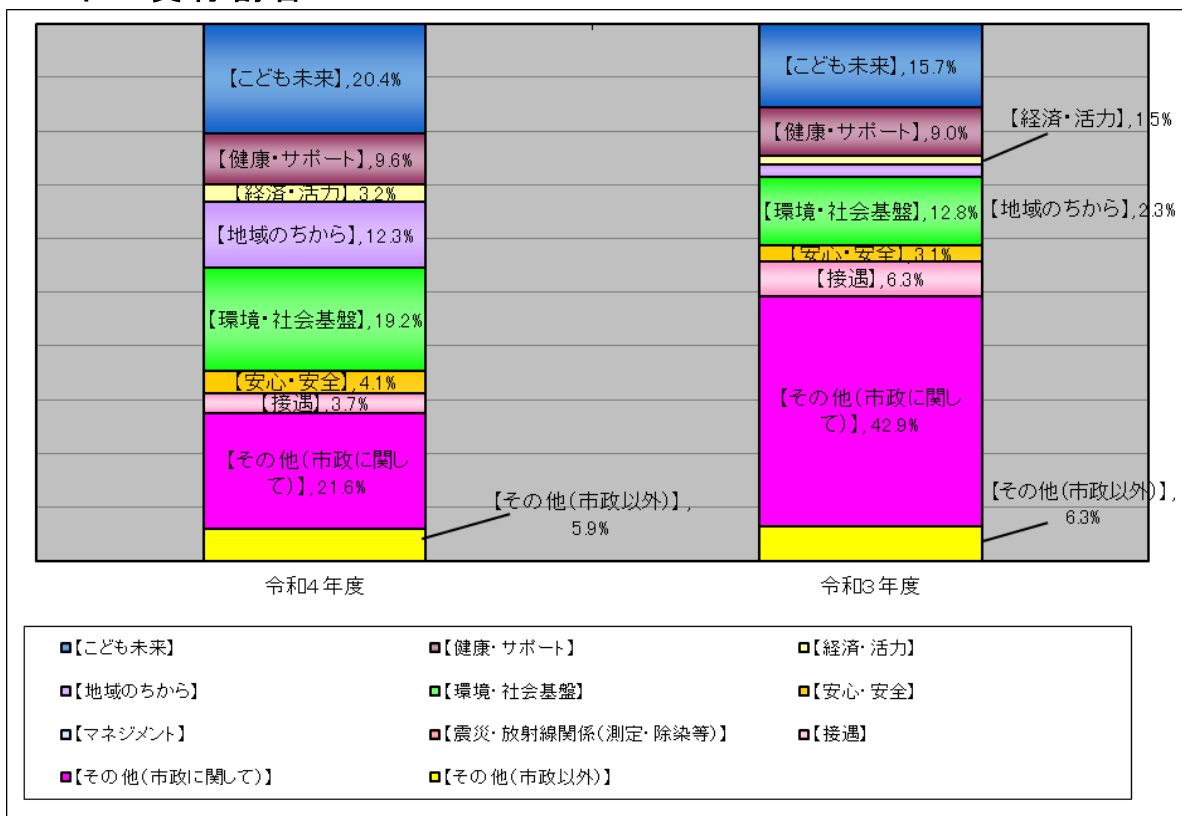 【こども未来】,20.4%
【健康・サポート】,9.6%
【経済・活力】,3.2%
【地域のちから】,12.3%
【環境・社会基盤】,19.2%
【安心・安全】,4.1%
【接遇】,3.7%
【その他(市政に関し
て)】,21.6%
【その他(市政以外)】,
5.9%
【こども未来】,15.7%
【健康・サポート】,9.0%
【経済・活力】,1.5%
【地域のちから】,2.3%
【環境・社会基盤】,12.8%
【安心・安全】,3.1%
【接遇】,6.3%
【その他(市政に関し
て)】,42.9%
【その他(市政以外)】,
6.3%
令和4年度
令和3年度
【こども未来】
【健康・サポート】
【経済・活力】
【地域のちから】
【環境・社会基盤】
【安心・安全】
【マネジメント】
【震災・放射線関係(測定・除染等)】
【接遇】
【その他(市政に関して)】
【その他(市政以外)】